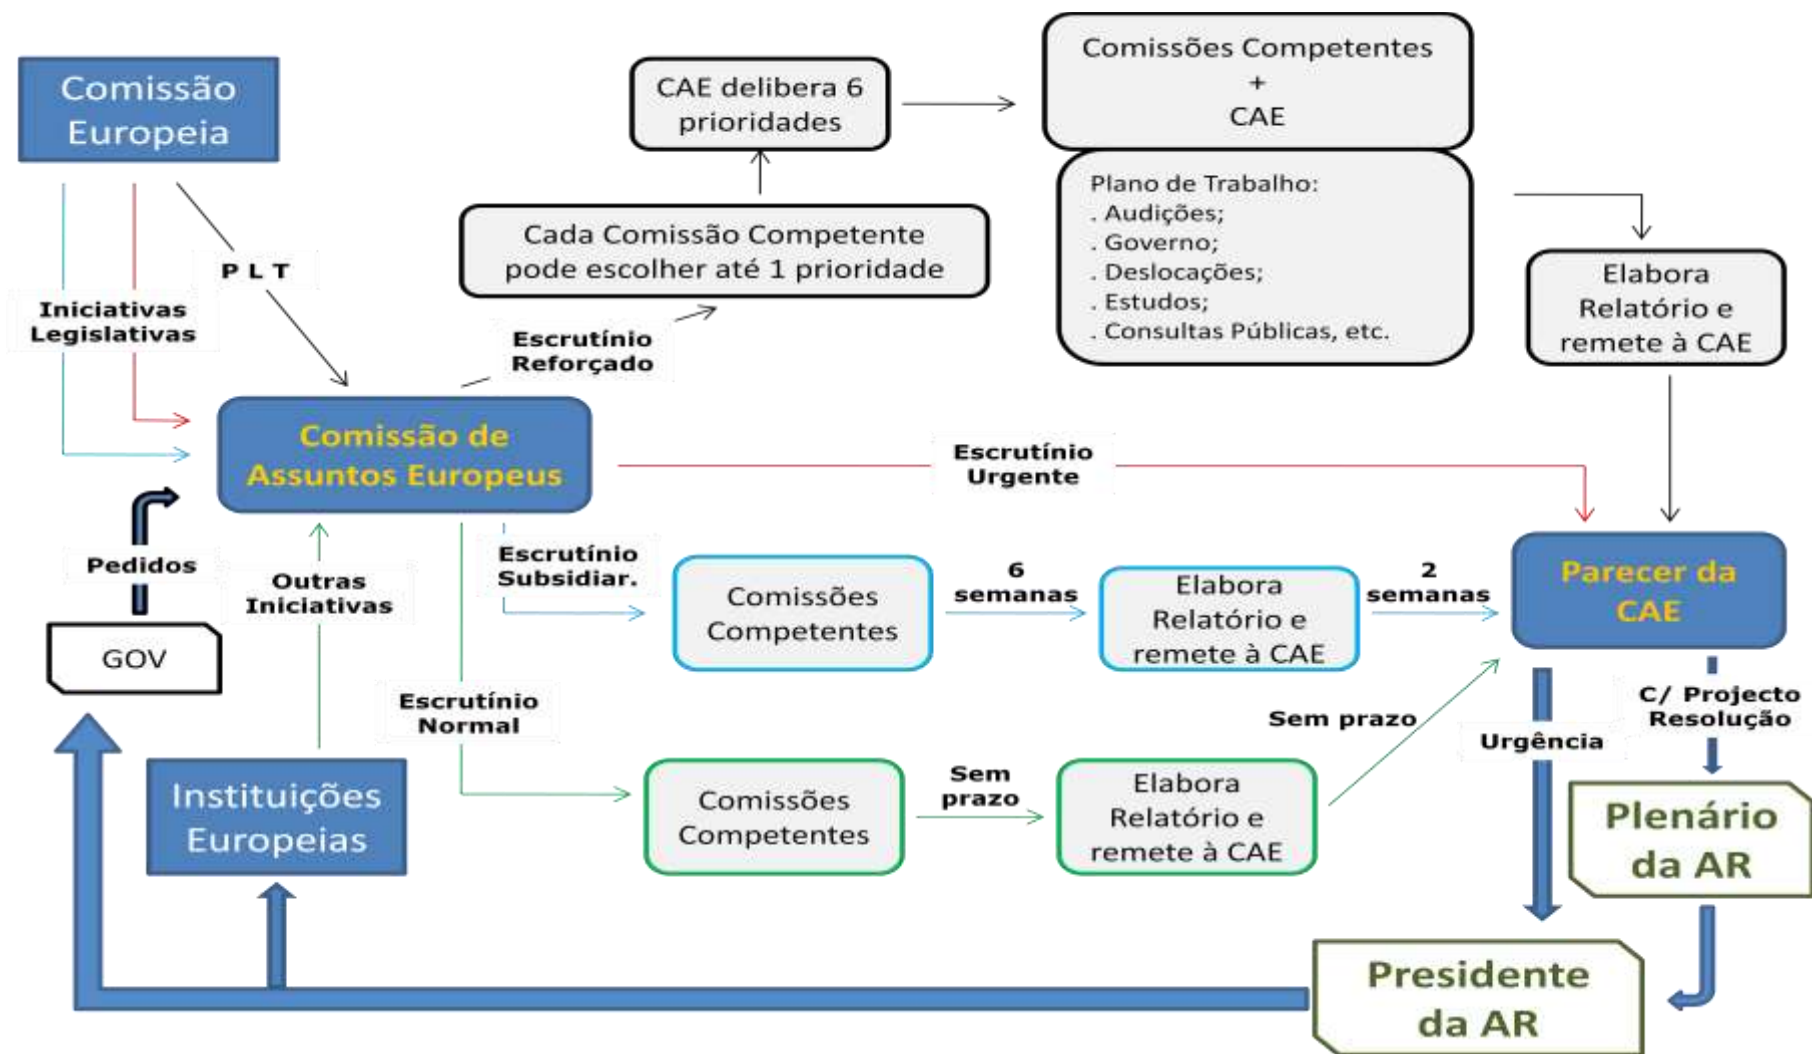 Comissão
Europeia
P L T
Iniciativas
Legislativas
CAE delibera 6
prioridades
Cada Comissão Competente
pode escolher até 1 prioridade
Escrutínio
Reforçado
Comissões Competentes
+
CAE
Plano de Trabalho:
. Audições;
. Governo;
. Deslocações;
. Estudos;
. Consultas Públicas, etc.
Elabora
Relatório e
remete à CAE
Comissão de
Assuntos Europeus
Escrutínio
Urgente
Pedidos
GOV
Outras
Iniciativas
Instituições
Europeias
Escrutínio
Subsidiar.
Comissões
Competentes
6
semanas
Elabora
Relatório e
remete à CAE
2
semanas
Parecer da
CAE
Escrutínio
Normal
Comissões
Competentes
Sem
prazo
Elabora
Relatório e
remete à CAE
Sem prazo
Urgência
C/ Projecto
Resolução
Plenário
da AR
Presidente
da AR